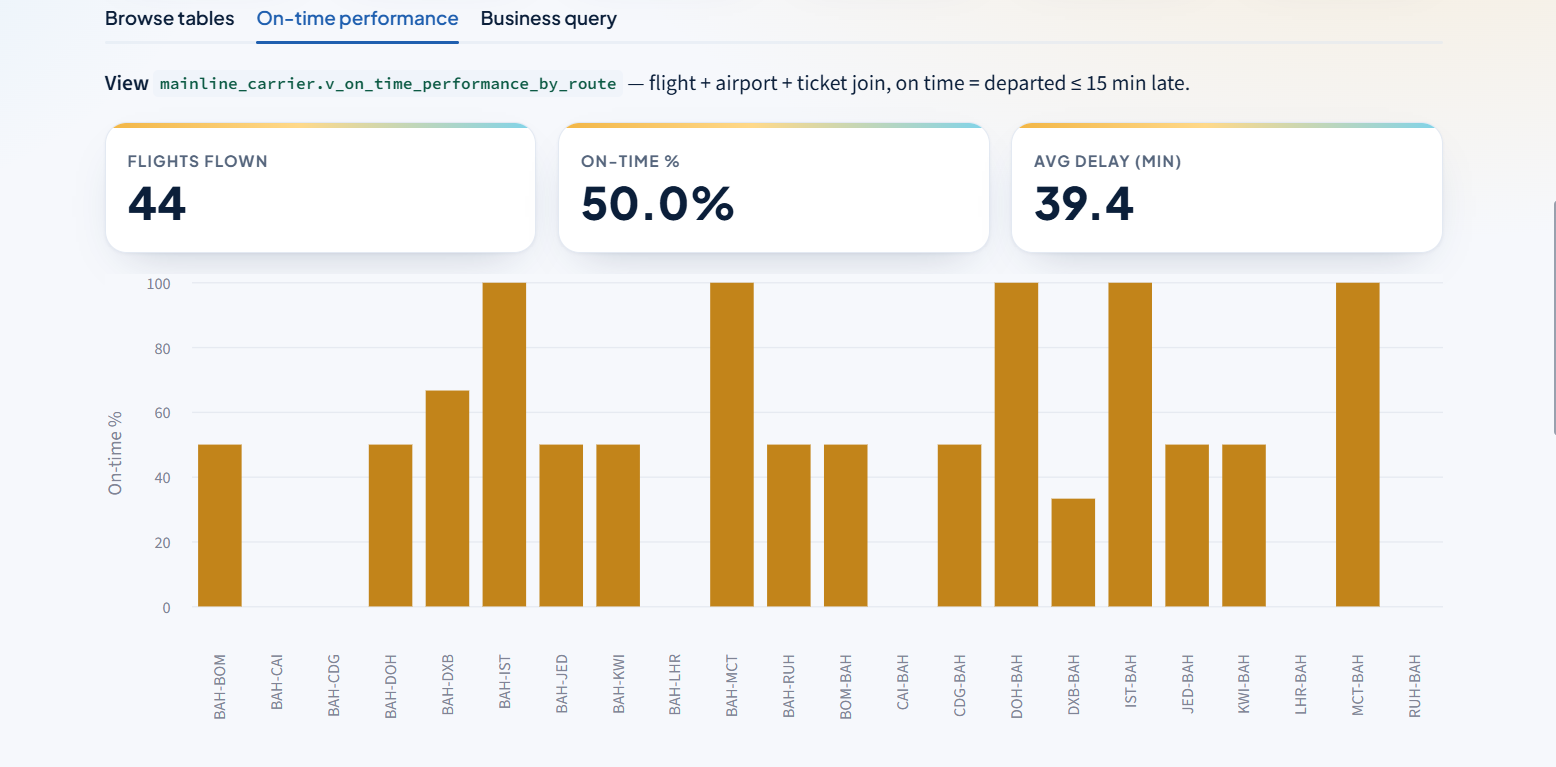 Browse tables On-time performance Business query
View mainline_carrier.v_on_time_performance_by_route — flight + airport + ticket join, on time = departed ≤ 15 min late.
FLIGHTS FLOWN
44
ON-TIME %
50.0%
AVG DELAY (MIN)
39.4
On-time %
100
80
60
40
20
0
BAH-BOM
BAH-CAI
BAH-CDG
BAH-DOH
BAH-DXB
BAH-IST
BAH-JED
BAH-KWI
BAH-LHR
BAH-MCT
BAH-RUH
BOM-BAH
CAI-BAH
CDG-BAH
DOH-BAH
DXB-BAH
IST-BAH
JED-BAH
KWI-BAH
LHR-BAH
MCT-BAH
RUH-BAH